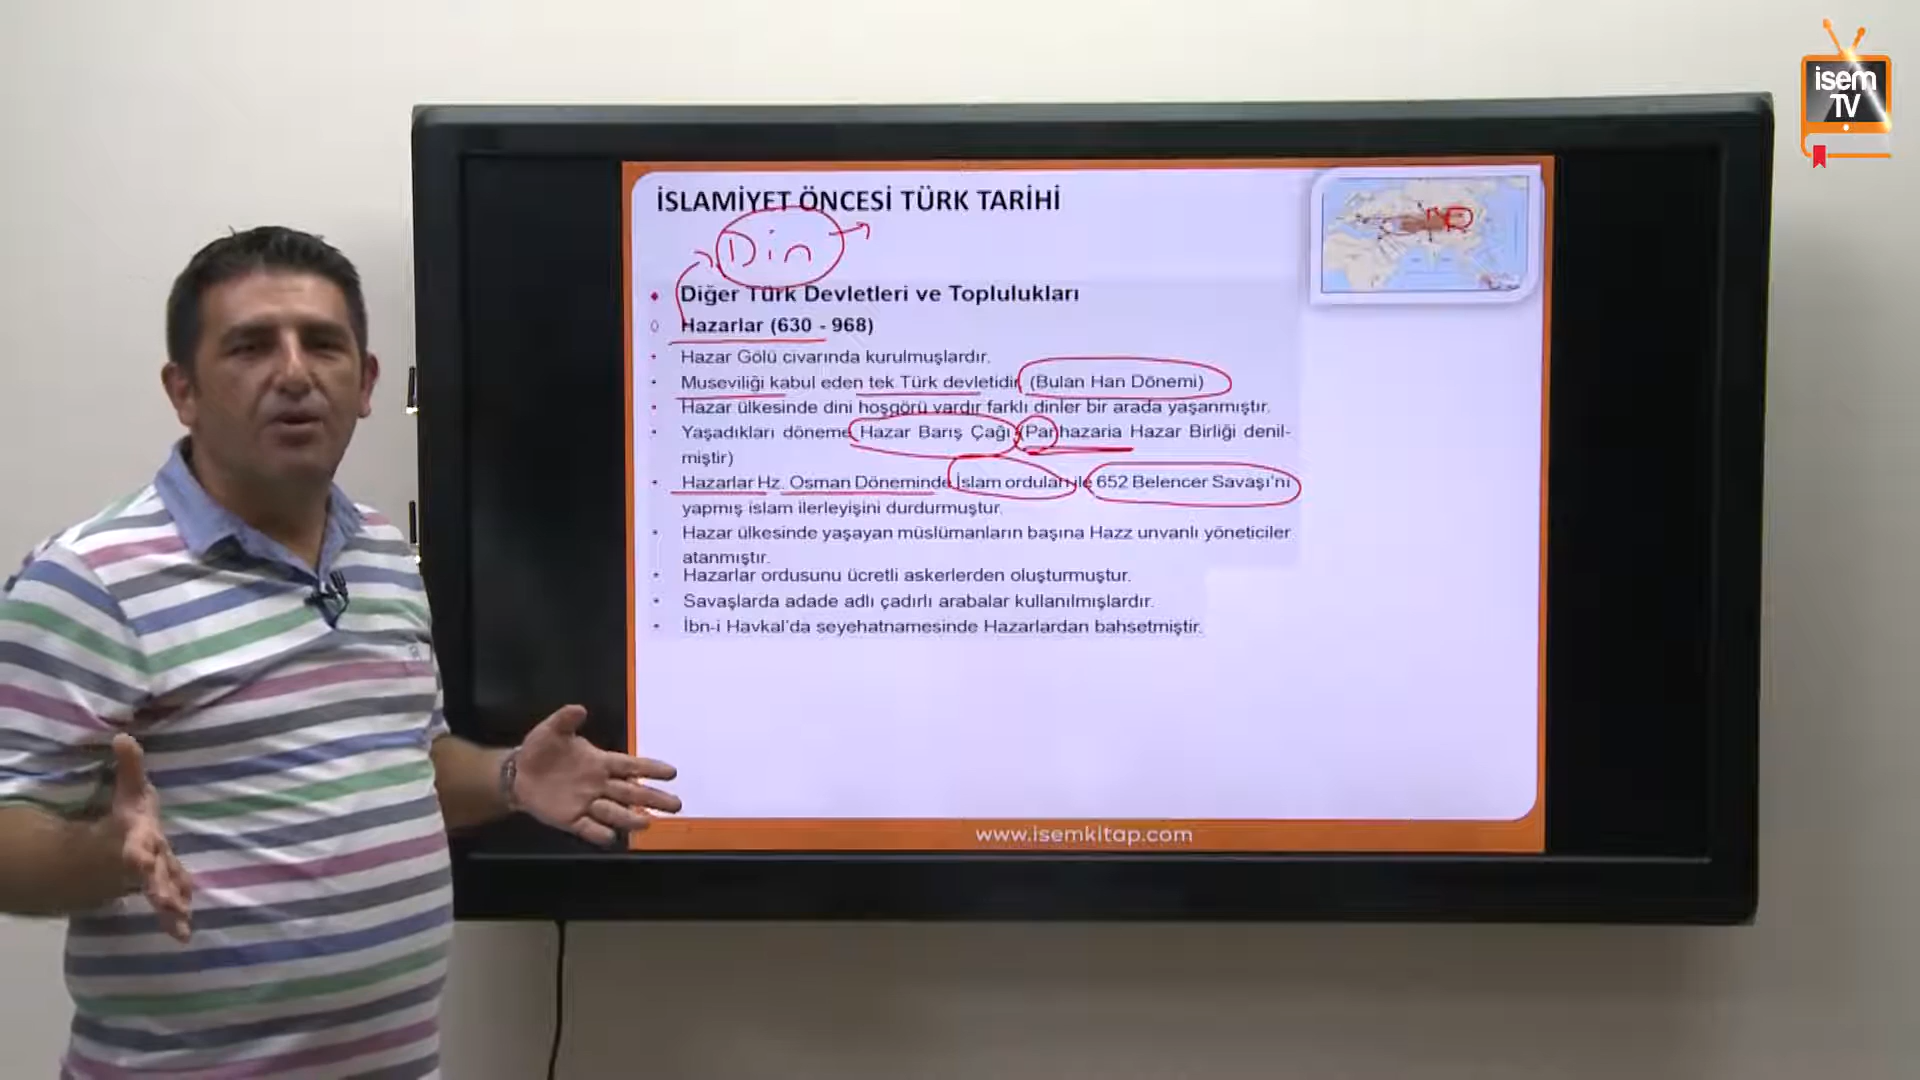 isem
TV
İSLAMİYET ÖNCESİ TÜRK TARİHİ
Din
Diğer Türk Devletleri ve Toplulukları
Hazarlar (630 - 968)
Hazar Gölü civarında kurulmuşlardır.
Museviliği kabul eden tek Türk devletidir (Bulan Han Dönemi)
Hazar ülkesinde dini hoşgörü vardır farklı dinler bir arada yaşanmıştır.
Yaşadıkları döneme Hazar Barış Çağı (Panhazaria Hazar Birliği denil-
miştir)
Hazarlar Hz. Osman Döneminde İslam orduları ile 652 Belencer Savaşı'nı
yapmış islam ilerleyişini durdurmuştur.
Hazar ülkesinde yaşayan müslümanların başına Hazz unvanlı yöneticiler
atanmıştır.
Hazarlar ordusunu ücretli askerlerden oluşturmuştur.
Savaşlarda adade adlı çadırlı arabalar kullanılmışlardır.
İbn-i Havkal'da seyehatnamesinde Hazarlardan bahsetmiştir.
www.isemkitap.com